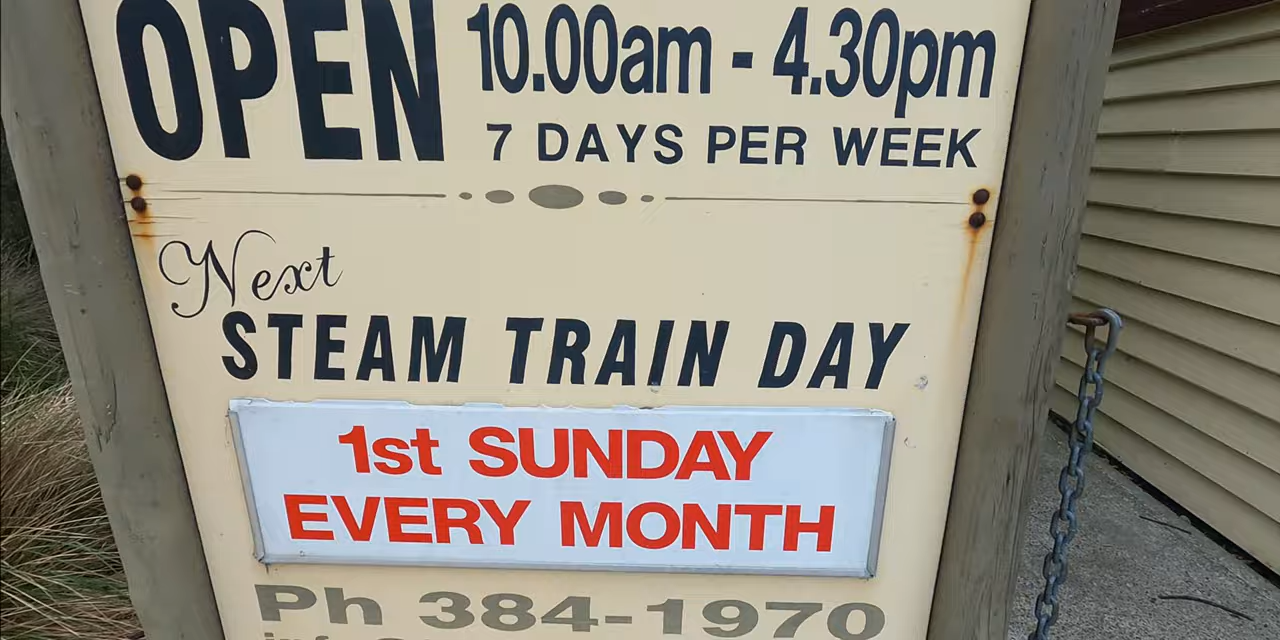 OPEN 10.00am - 4.30pm
7 DAYS PER WEEK
Next
STEAM TRAIN DAY
1st SUNDAY
EVERY MONTH
Ph 384-1970